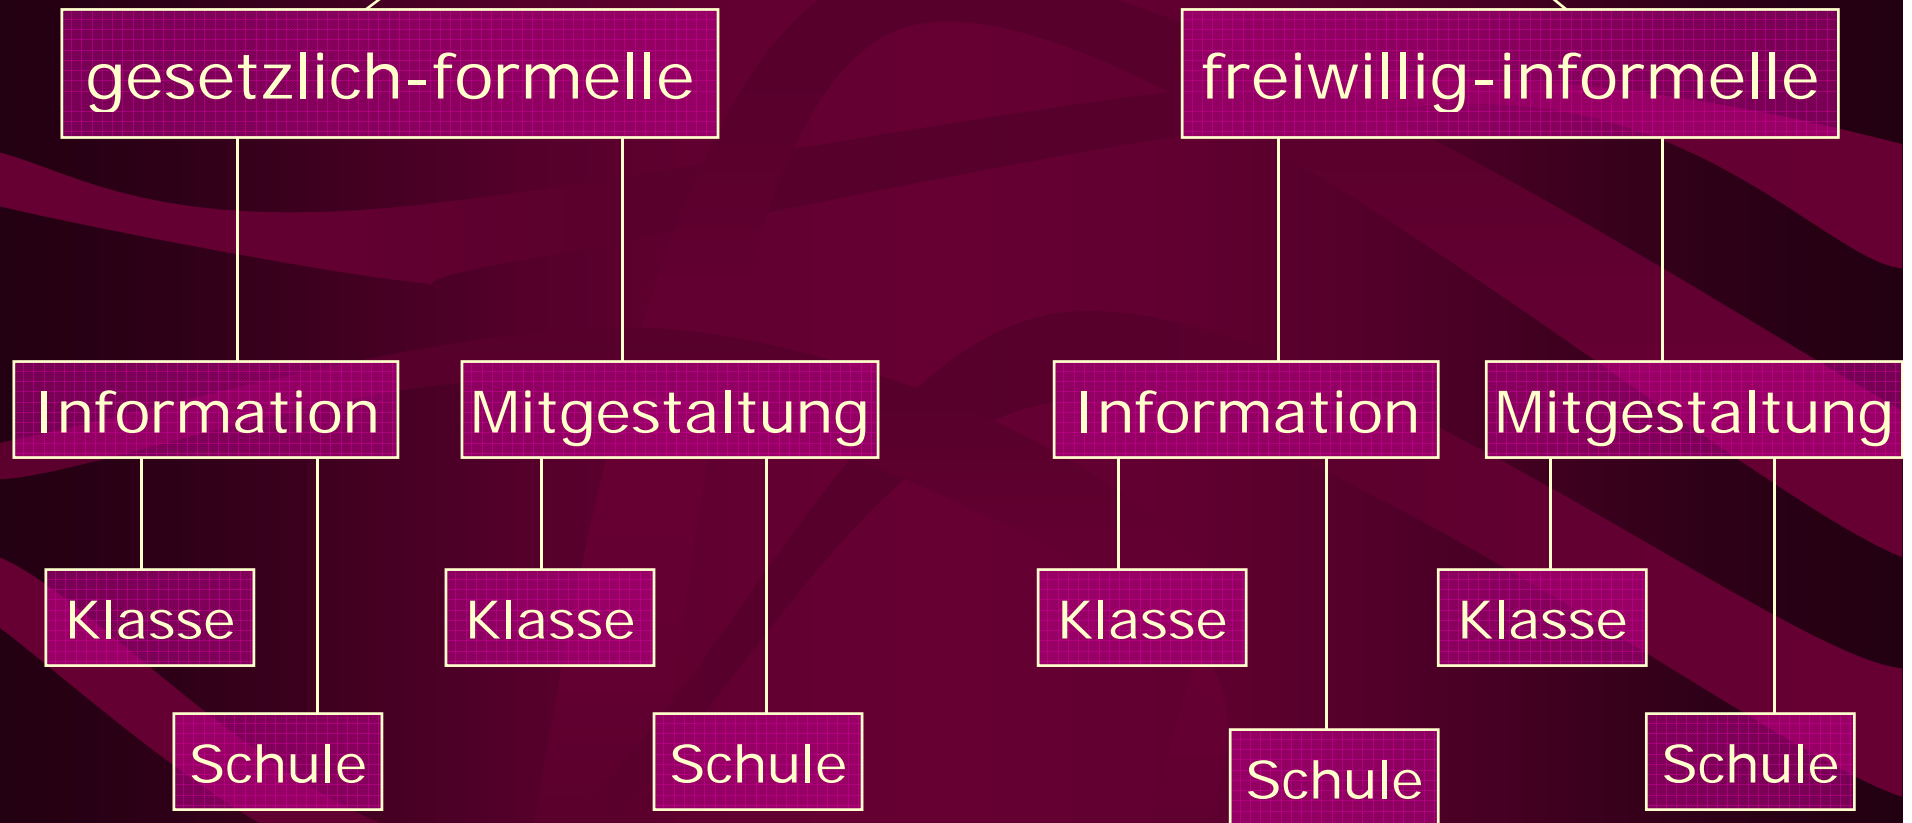 gesetzlich-formelle
freiwillig-informelle
Information
Mitgestaltung
Information
Mitgestaltung
Klasse
Klasse
Klasse
Klasse
Schule
Schule
Schule
Schule